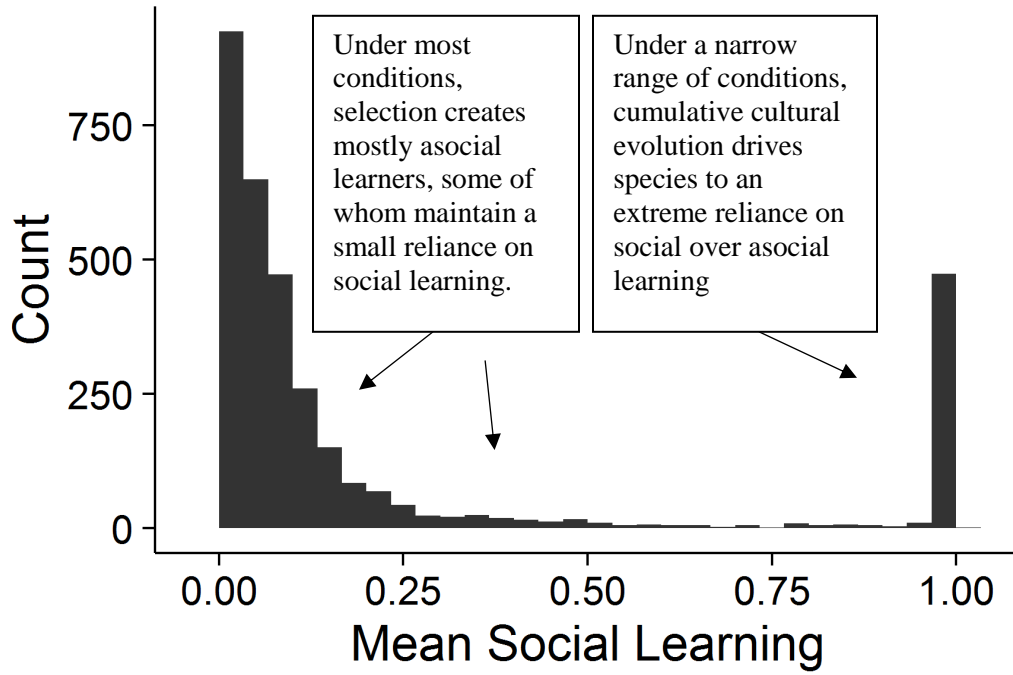 Under most
conditions,
selection creates
mostly asocial
learners, some of
whom maintain a
small reliance on
social learning.
Under a narrow
range of conditions,
cumulative cultural
evolution drives
species to an
extreme reliance on
social over asocial
learning
Count
750
500
250
0
0.00 0.25 0.50 0.75 1.00
Mean Social Learning